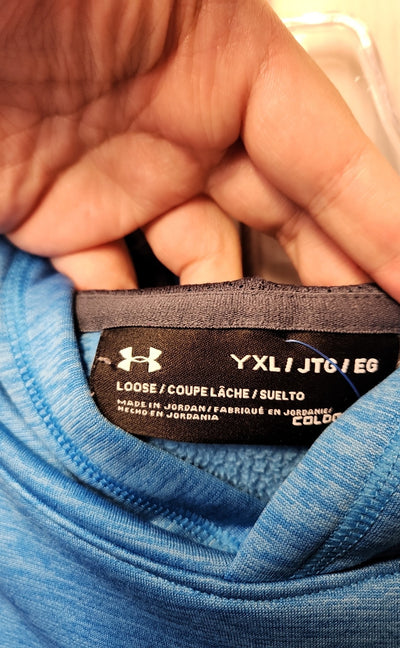 YXL / JTG / EG
LOOSE / COUPE LÂCHE / SUELTO
MADE IN JORDAN / FABRIQUÉ EN JORDANIE/
HECHO EN JORDANIA